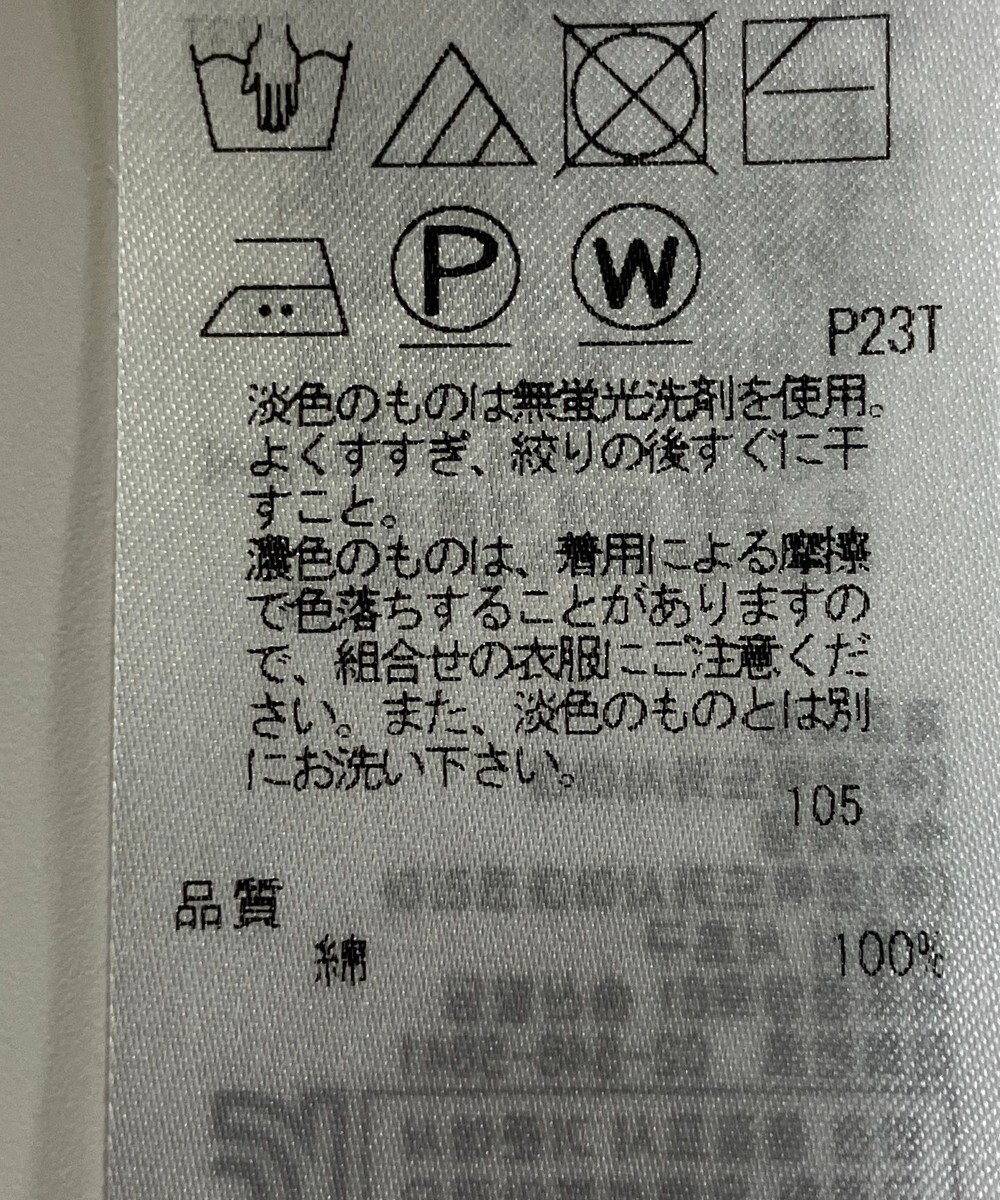 P
W
P23T
淡色のものは無蛍光洗剤を使用。
よくすすぎ、絞りの後すぐに干
すこと。
濃色のものは、着用による摩擦
で色落ちすることがありますの
で、組合せの衣服にご注意くだ
さい。また、淡色のものとは別
にお洗い下さい。
105
品質
綿 100%